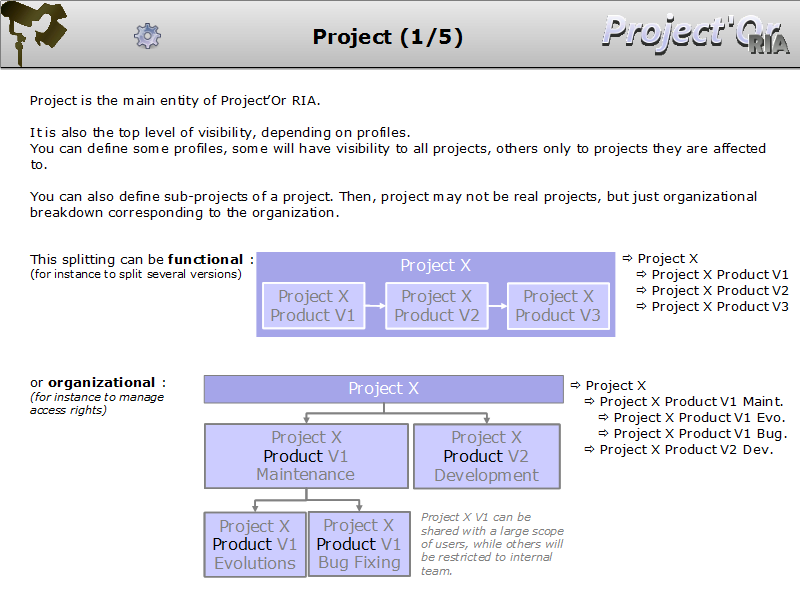 Project (1/5)
Project'Or
RIA
Project is the main entity of Project’Or RIA.
It is also the top level of visibility, depending on profiles.
You can define some profiles, some will have visibility to all projects, others only to projects they are affected
to.
You can also define sub-projects of a project. Then, project may not be real projects, but just organizational
breakdown corresponding to the organization.
This splitting can be functional :
(for instance to split several versions)
Project X
Project X
Product V1
Project X
Product V2
Project X
Product V3
⇨ Project X
⇨ Project X Product V1
⇨ Project X Product V2
⇨ Project X Product V3
or organizational :
(for instance to manage
access rights)
Project X
Project X
Product V1
Maintenance
Project X
Product V2
Development
Project X
Product V1
Evolutions
Project X
Product V1
Bug Fixing
⇨ Project X
⇨ Project X Product V1 Maint.
⇨ Project X Product V1 Evo.
⇨ Project X Product V1 Bug.
⇨ Project X Product V2 Dev.
Project X V1 can be
shared with a large scope
of users, while others will
be restricted to internal
team.